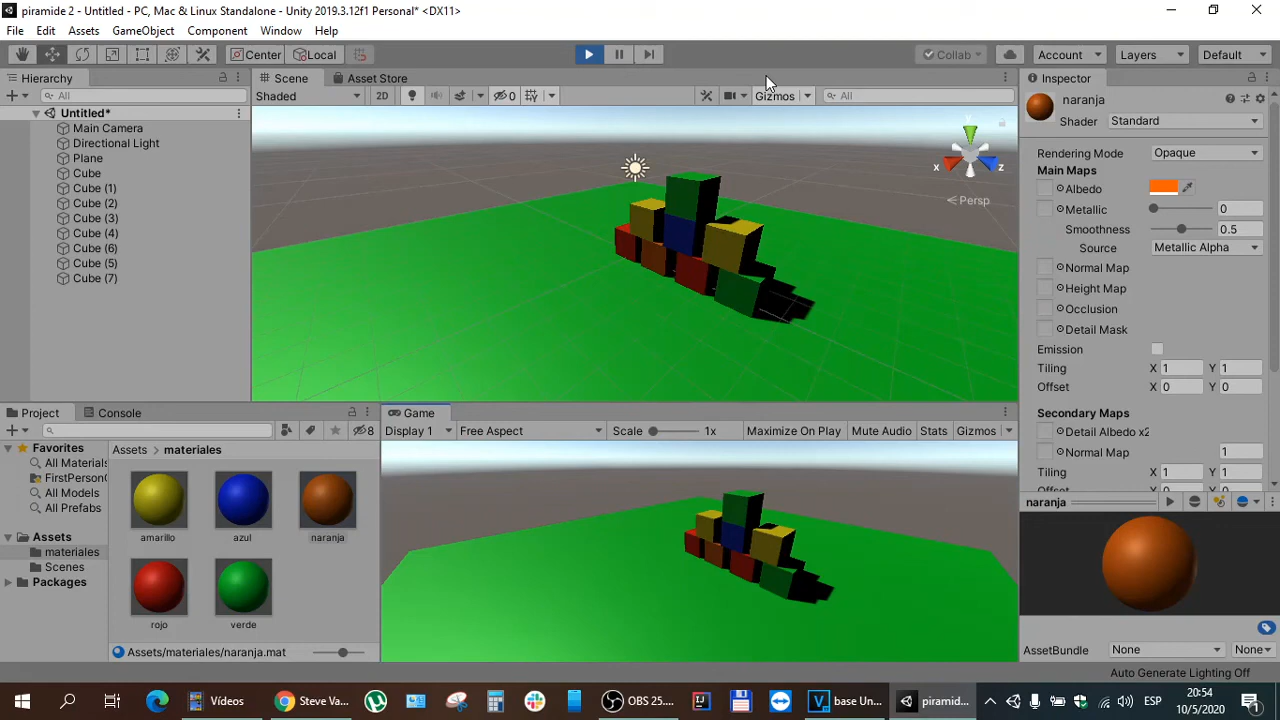 piramide 2 - Untitled - PC, Mac & Linux Standalone - Unity 2019.3.12f1 Personal* <DX11>
File Edit Assets GameObject Component Window Help
Center Local Collab Account Layers Default
Hierarchy
All
Untitled*
Main Camera
Directional Light
Plane
Cube
Cube (1)
Cube (2)
Cube (3)
Cube (4)
Cube (6)
Cube (5)
Cube (7)
Scene Asset Store
Shaded 2D 0 Gizmos All
y
x z
Persp
Inspector
naranja
Shader Standard
Rendering Mode Opaque
Main Maps
Albedo
Metallic 0
Smoothness 0.5
Source Metallic Alpha
Normal Map
Height Map
Occlusion
Detail Mask
Emission
Tiling X 1 Y 1
Offset X 0 Y 0
Secondary Maps
Detail Albedo x2
Normal Map 1
Tiling X 1 Y 1
naranja
AssetBundle None None
Auto Generate Lighting Off
Project Console
8
Favorites
All Materials
FirstPersonC
All Models
All Prefabs
Assets
materiales
Scenes
Packages
Assets > materiales
amarillo azul naranja
rojo verde
Assets/materiales/naranja.mat
Game
Display 1 Free Aspect Scale 1x Maximize On Play Mute Audio Stats Gizmos
Vídeos Steve Va... OBS 25.... base Un... piramid... ESP
20:54
10/5/2020
1